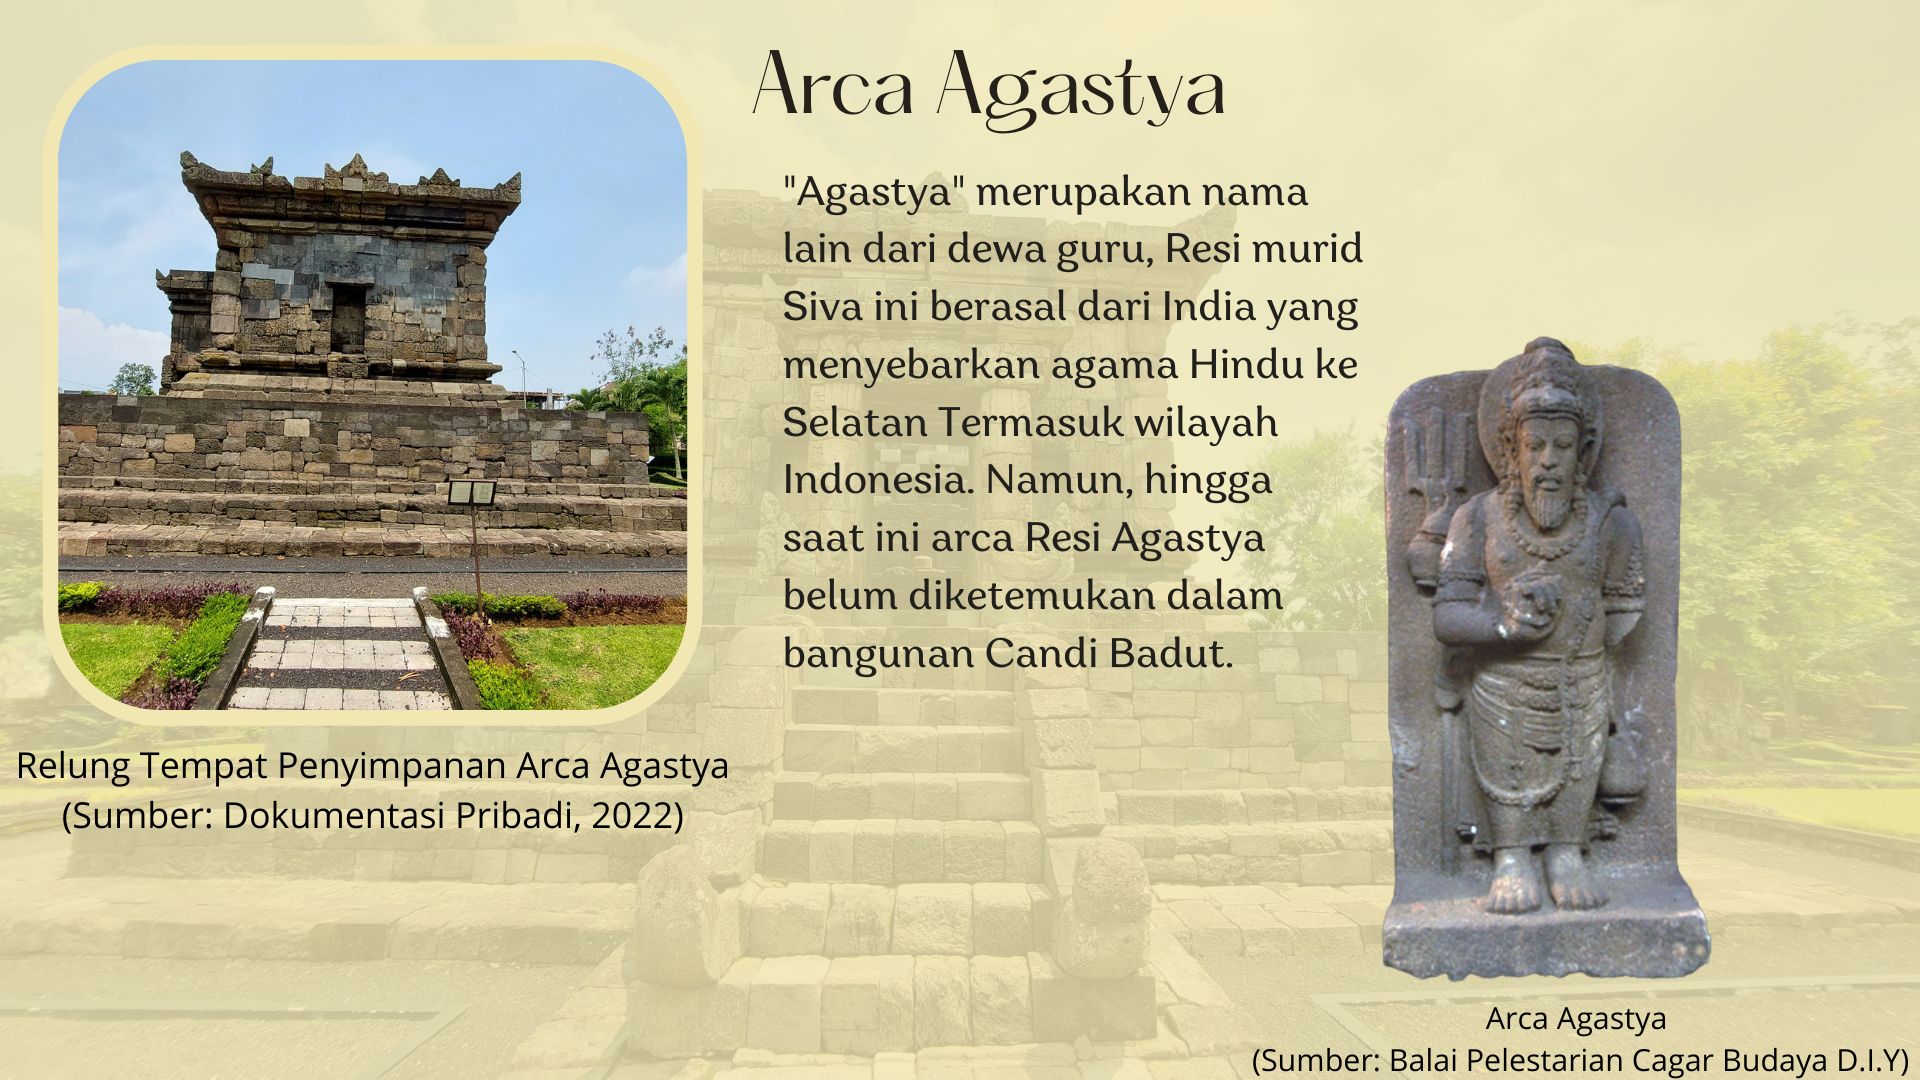 Arca Agastya
"Agastya" merupakan nama
lain dari dewa guru, Resi murid
Siva ini berasal dari India yang
menyebarkan agama Hindu ke
Selatan Termasuk wilayah
Indonesia. Namun, hingga
saat ini arca Resi Agastya
belum diketemukan dalam
bangunan Candi Badut.
Relung Tempat Penyimpanan Arca Agastya
(Sumber: Dokumentasi Pribadi, 2022)
Arca Agastya
(Sumber: Balai Pelestarian Cagar Budaya D.I.Y)